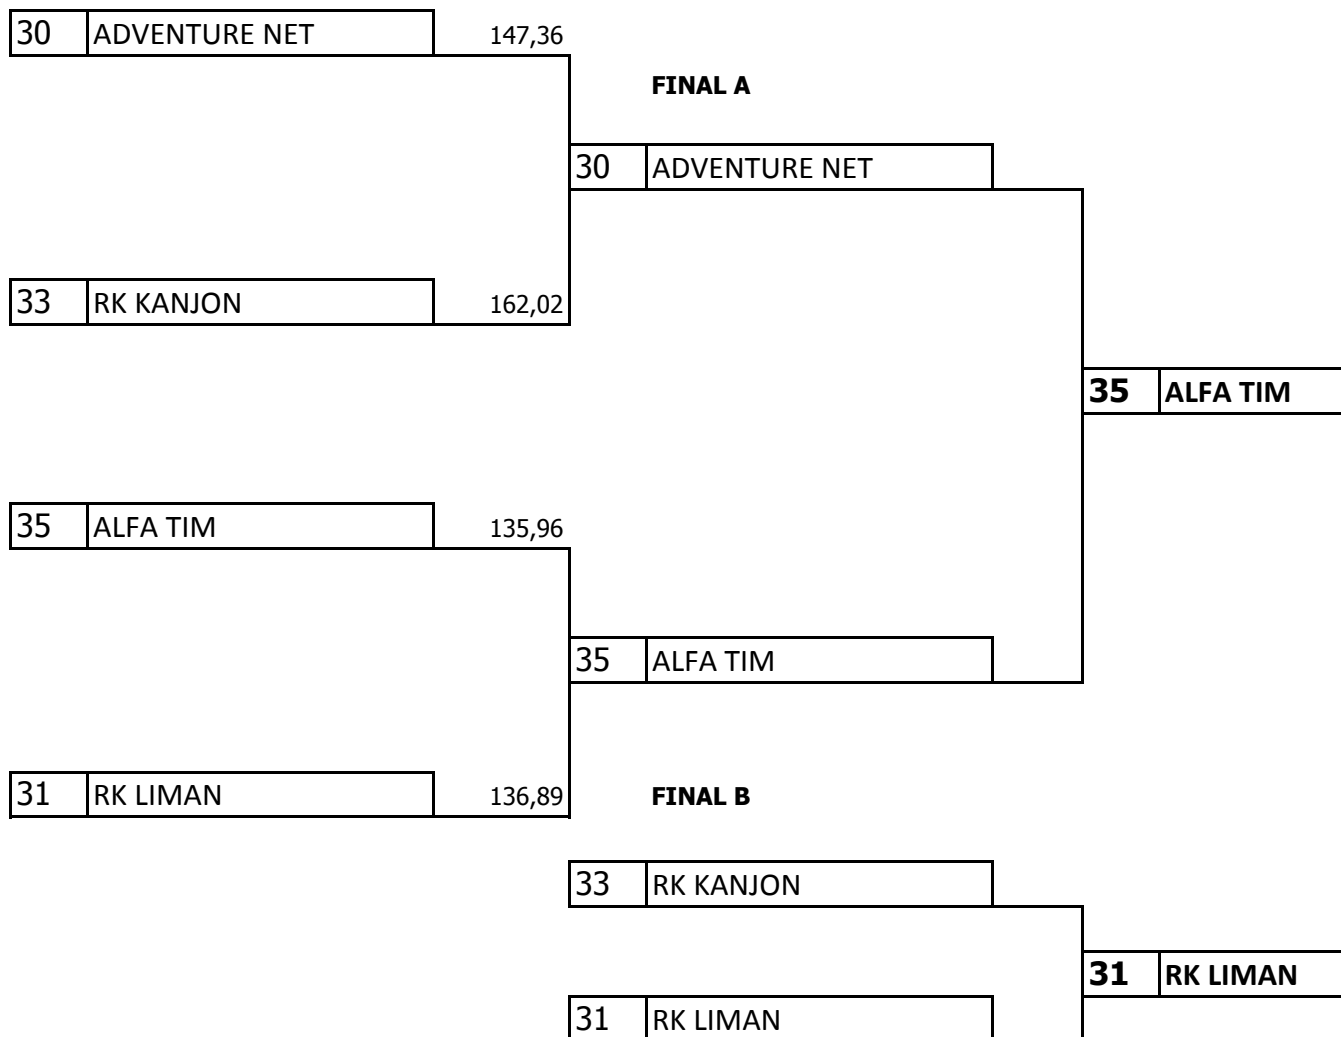 30 ADVENTURE NET 147,36
FINAL A
30 ADVENTURE NET
33 RK KANJON 162,02
35 ALFA TIM
35 ALFA TIM 135,96
35 ALFA TIM
31 RK LIMAN 136,89 FINAL B
33 RK KANJON
31 RK LIMAN
31 RK LIMAN